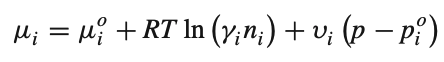 μᵢ = μᵢᵒ + RT ln (γᵢnᵢ) + υᵢ (p − pᵢᵒ)